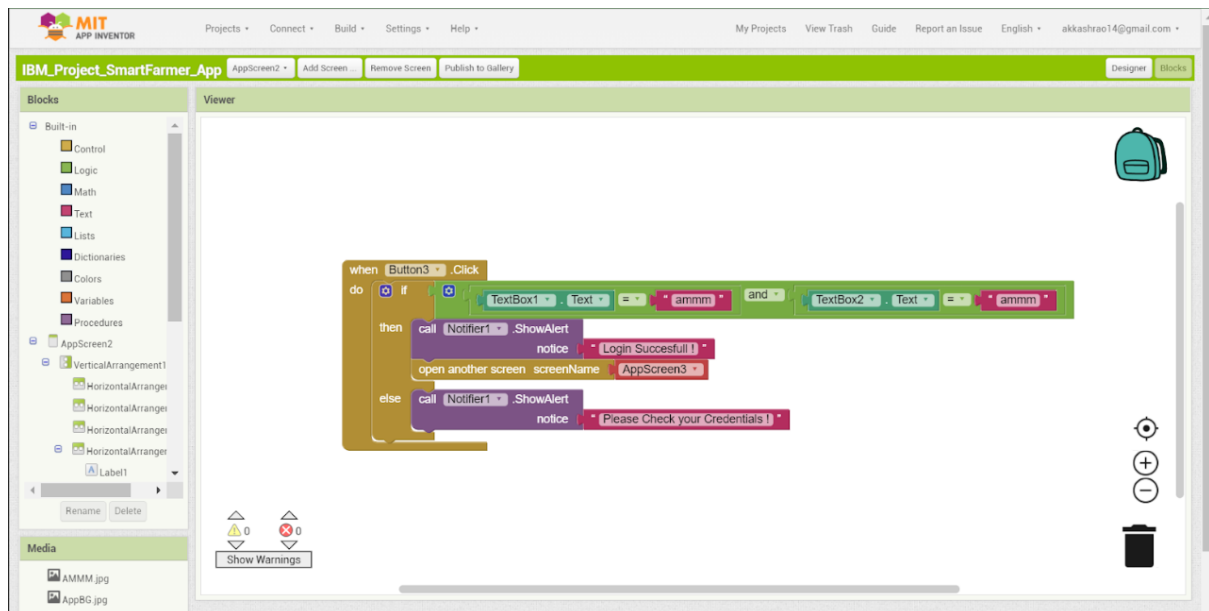 MIT
APP INVENTOR
Projects Connect Build Settings Help My Projects View Trash Guide Report an Issue English akkashrao14@gmail.com
IBM_Project_SmartFarmer_App AppScreen2 Add Screen ... Remove Screen Publish to Gallery Designer Blocks
Blocks
Viewer
Built-in
Control
Logic
Math
Text
Lists
Dictionaries
Colors
Variables
Procedures
AppScreen2
VerticalArrangement1
HorizontalArranger
HorizontalArranger
HorizontalArranger
HorizontalArranger
Label1
Rename Delete
Media
AMMM.jpg
AppBG.jpg
when Button3 .Click
do if TextBox1 . Text = " ammm " and TextBox2 . Text = " ammm "
then call Notifier1 .ShowAlert
notice " Login Succesfull ! "
open another screen screenName AppScreen3
else call Notifier1 .ShowAlert
notice " Please Check your Credentials ! "
0 0
Show Warnings